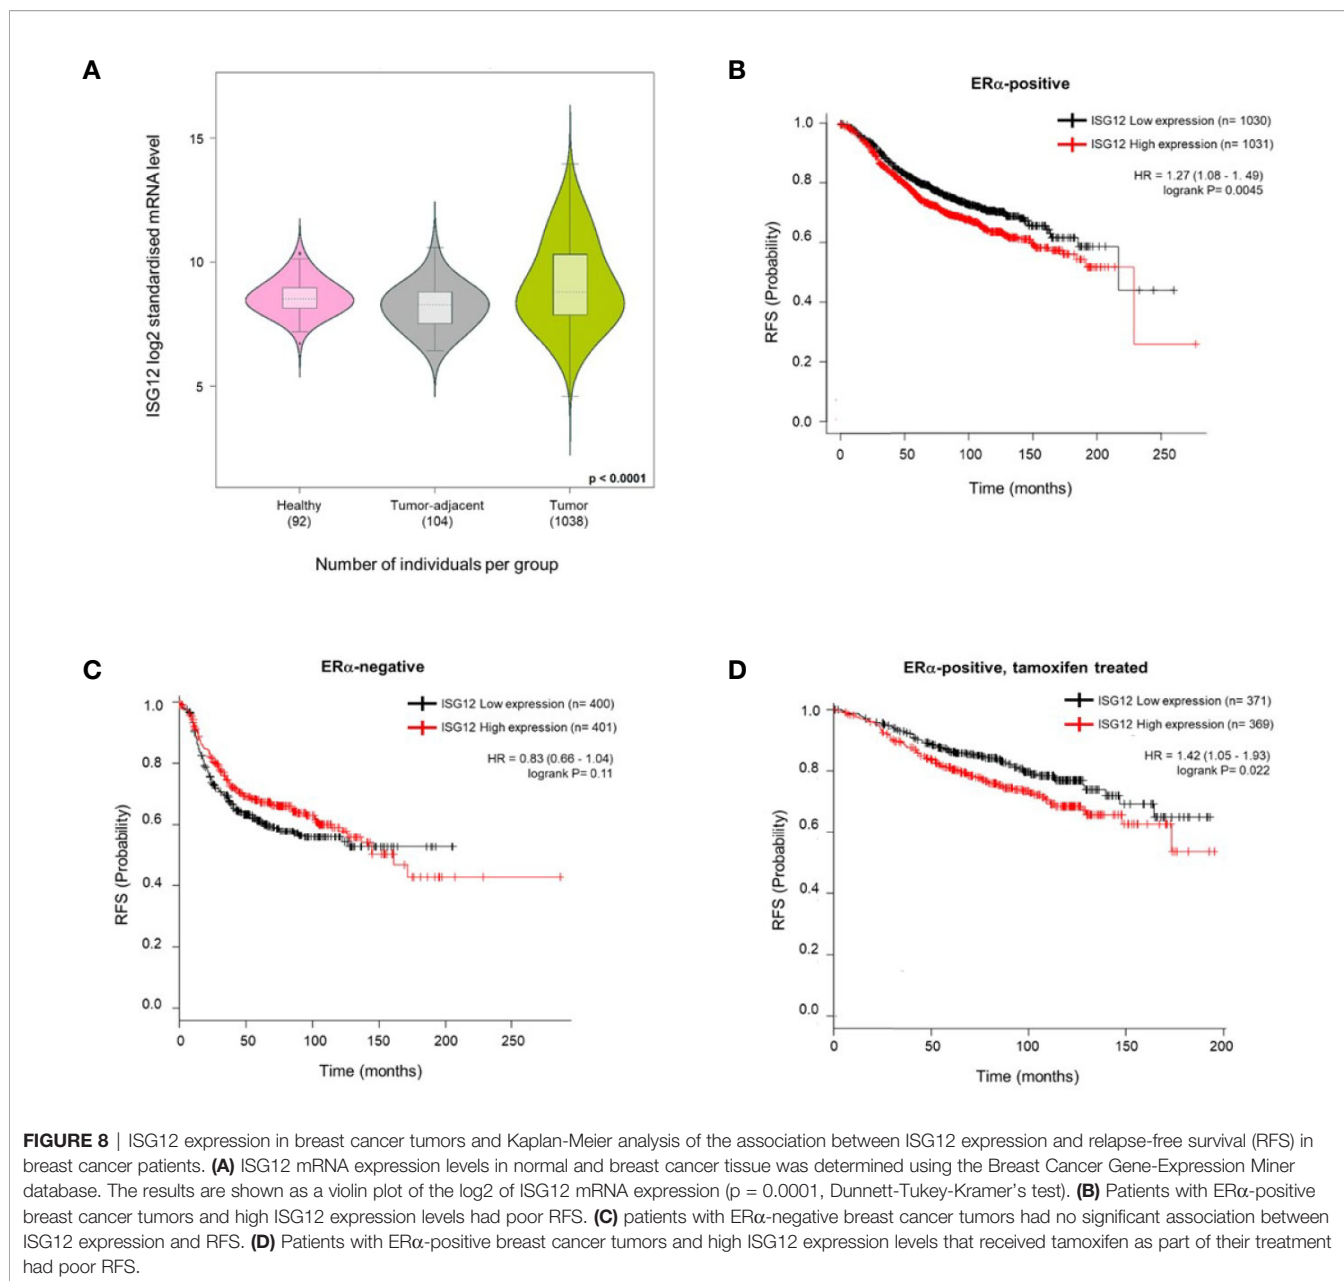 A
ISG12 log2 standardised mRNA level
15
10
5
p < 0.0001
Healthy
(92)
Tumor-adjacent
(104)
Tumor
(1038)
Number of individuals per group
B
ERα-positive
ISG12 Low expression (n= 1030)
ISG12 High expression (n= 1031)
HR = 1.27 (1.08 - 1. 49)
logrank P= 0.0045
RFS (Probability)
1.0
0.8
0.6
0.4
0.2
0.0
0 50 100 150 200 250
Time (months)
C
ERα-negative
ISG12 Low expression (n= 400)
ISG12 High expression (n= 401)
HR = 0.83 (0.66 - 1.04)
logrank P= 0.11
RFS (Probability)
1.0
0.8
0.6
0.4
0.2
0.0
0 50 100 150 200 250
Time (months)
D
ERα-positive, tamoxifen treated
ISG12 Low expression (n= 371)
ISG12 High expression (n= 369)
HR = 1.42 (1.05 - 1.93)
logrank P= 0.022
RFS (Probability)
1.0
0.8
0.6
0.4
0.2
0.0
0 50 100 150 200
Time (months)
FIGURE 8 | ISG12 expression in breast cancer tumors and Kaplan-Meier analysis of the association between ISG12 expression and relapse-free survival (RFS) in
breast cancer patients. (A) ISG12 mRNA expression levels in normal and breast cancer tissue was determined using the Breast Cancer Gene-Expression Miner
database. The results are shown as a violin plot of the log2 of ISG12 mRNA expression (p = 0.0001, Dunnett-Tukey-Kramer's test). (B) Patients with ERα-positive
breast cancer tumors and high ISG12 expression levels had poor RFS. (C) patients with ERα-negative breast cancer tumors had no significant association between
ISG12 expression and RFS. (D) Patients with ERα-positive breast cancer tumors and high ISG12 expression levels that received tamoxifen as part of their treatment
had poor RFS.